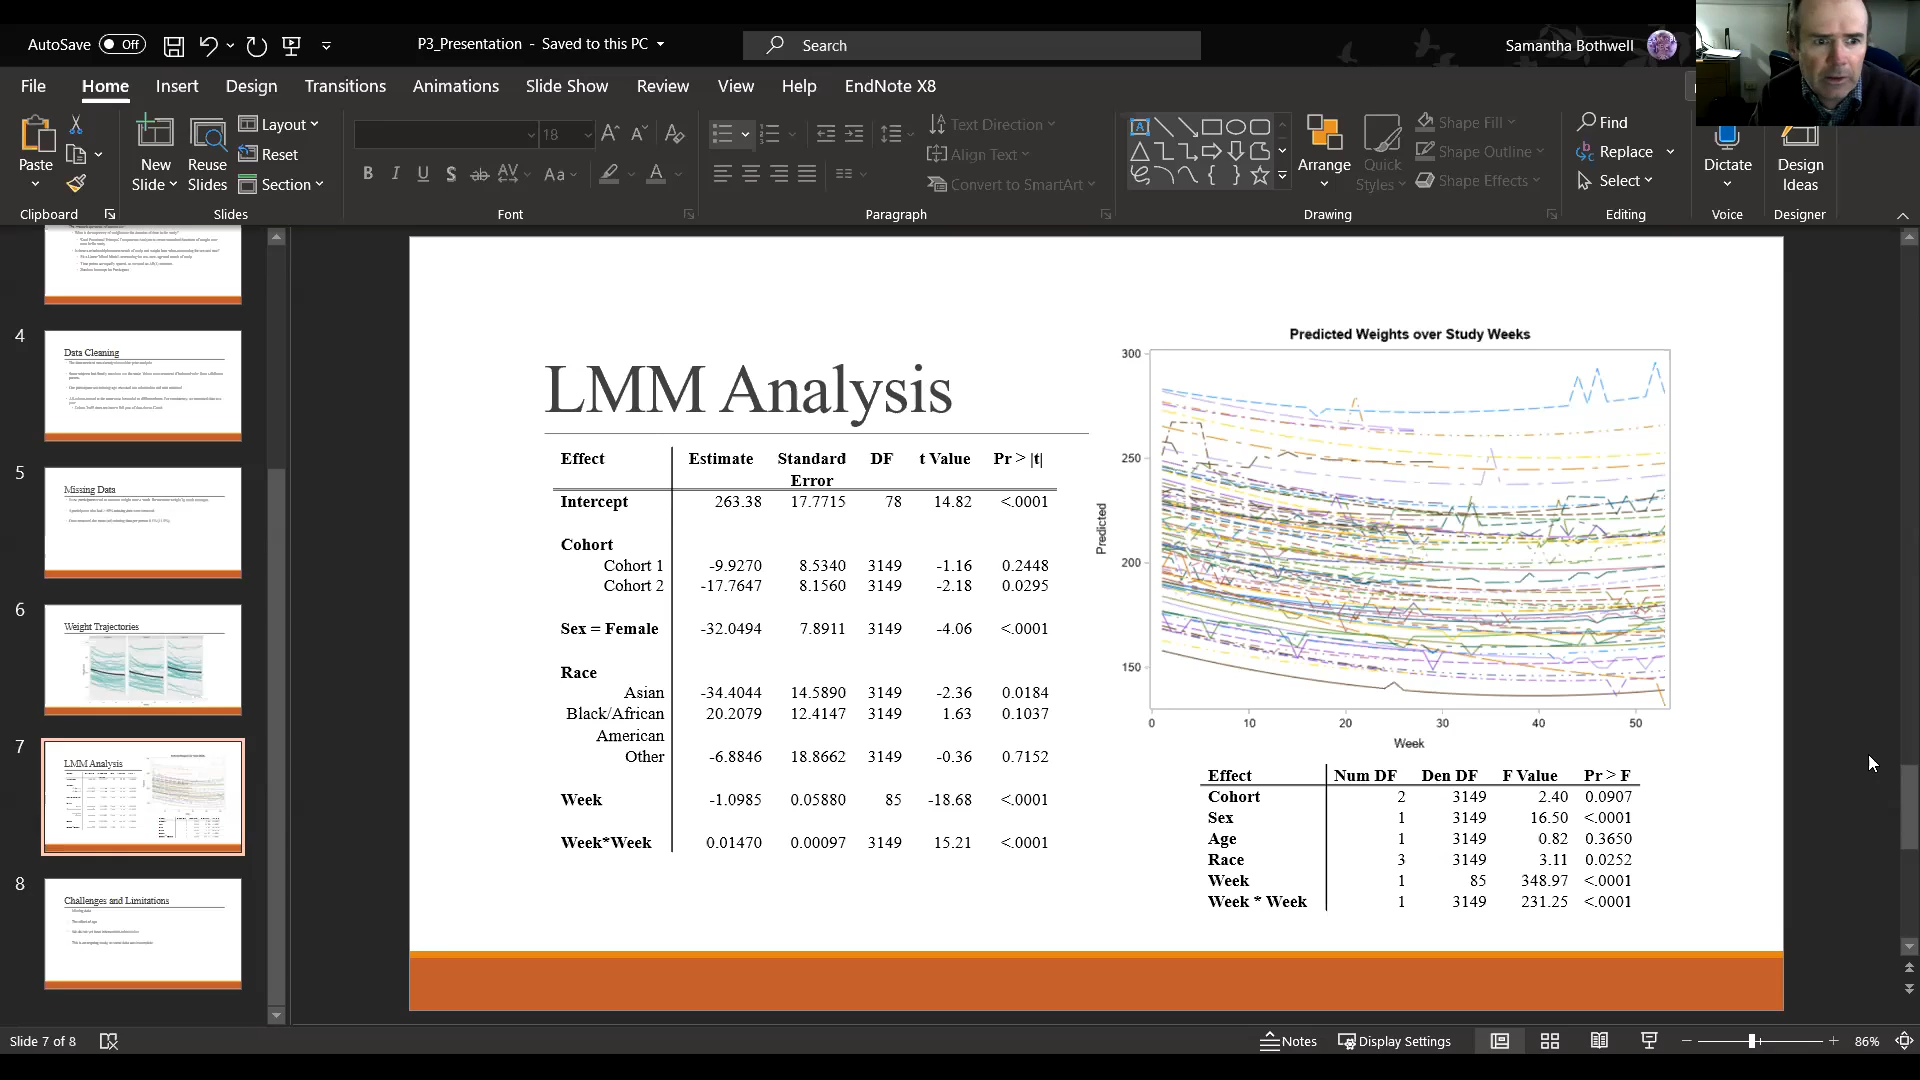 AutoSave Off
P3_Presentation - Saved to this PC
Search
Samantha Bothwell
File Home Insert Design Transitions Animations Slide Show Review View Help EndNote X8
Paste
New
Slide
Reuse
Slides
Layout
Reset
Section
18
Text Direction
Align Text
Convert to SmartArt
Arrange
Quick
Styles
Shape Fill
Shape Outline
Shape Effects
Find
Replace
Select
Dictate
Design
Ideas
Clipboard Slides Font Paragraph Drawing Editing Voice Designer
4
Data Cleaning
5
Missing Data
6
Weight Trajectories
7
LMM Analysis
8
Challenges and Limitations
LMM Analysis
Effect Estimate Standard DF t Value Pr > |t|
Error
Intercept 263.38 17.7715 78 14.82 <.0001
Cohort
Cohort 1 -9.9270 8.5340 3149 -1.16 0.2448
Cohort 2 -17.7647 8.1560 3149 -2.18 0.0295
Sex = Female -32.0494 7.8911 3149 -4.06 <.0001
Race
Asian -34.4044 14.5890 3149 -2.36 0.0184
Black/African 20.2079 12.4147 3149 1.63 0.1037
American
Other -6.8846 18.8662 3149 -0.36 0.7152
Week -1.0985 0.05880 85 -18.68 <.0001
Week*Week 0.01470 0.00097 3149 15.21 <.0001
Predicted Weights over Study Weeks
300
250
200
150
Predicted
0 10 20 30 40 50
Week
Effect Num DF Den DF F Value Pr > F
Cohort 2 3149 2.40 0.0907
Sex 1 3149 16.50 <.0001
Age 1 3149 0.82 0.3650
Race 3 3149 3.11 0.0252
Week 1 85 348.97 <.0001
Week * Week 1 3149 231.25 <.0001
Slide 7 of 8
Notes
Display Settings
86%